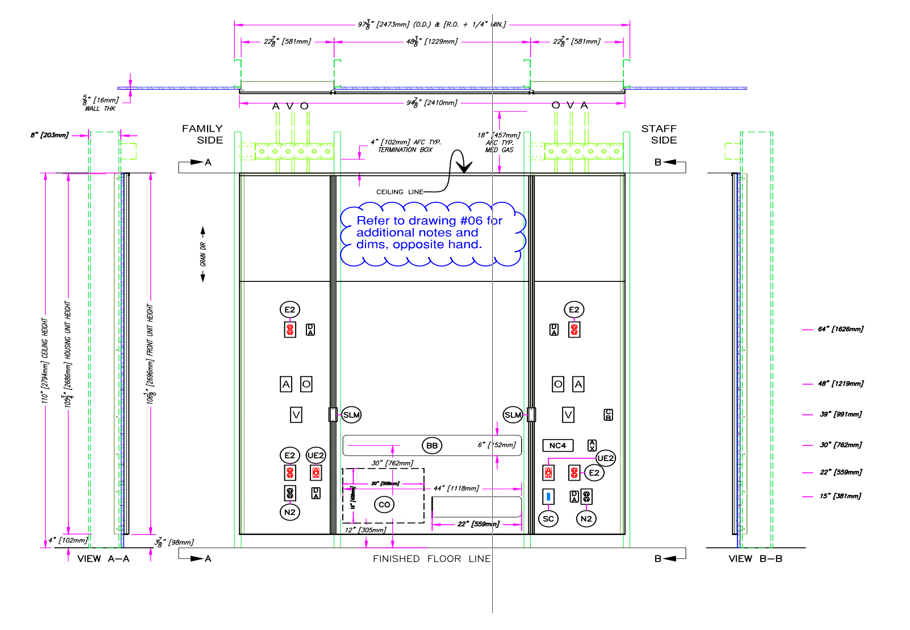 97 3/8" [2473mm] (O.D.) & [R.O. + 1/4" MIN.]
22 7/8" [581mm]
48 3/8" [1229mm]
22 7/8" [581mm]
5/8" [16mm]
WALL THK
94 7/8" [2410mm]
A V O
O V A
8" [203mm]
FAMILY
SIDE
4" [102mm] AFC TYP.
TERMINATION BOX
18" [457mm]
AFC TYP.
MED GAS
STAFF
SIDE
A
B
CEILING LINE
Refer to drawing #06 for
additional notes and
dims, opposite hand.
GRAIN DIR
110" [2794mm] CEILING HEIGHT
[2686mm] HOUSING UNIT HEIGHT
[2696mm] FRONT UNIT HEIGHT
E2
E2
64" [1626mm]
A O
O A
48" [1219mm]
V
SLM
SLM
V
39" [991mm]
BB
6" [152mm]
NC4
30" [762mm]
E2
UE2
30" [762mm]
UE2
E2
22" [559mm]
44" [1118mm]
15" [381mm]
CO
N2
22" [559mm]
SC
N2
12" [305mm]
4" [102mm]
3 7/8" [98mm]
VIEW A-A
A
FINISHED FLOOR LINE
B
VIEW B-B